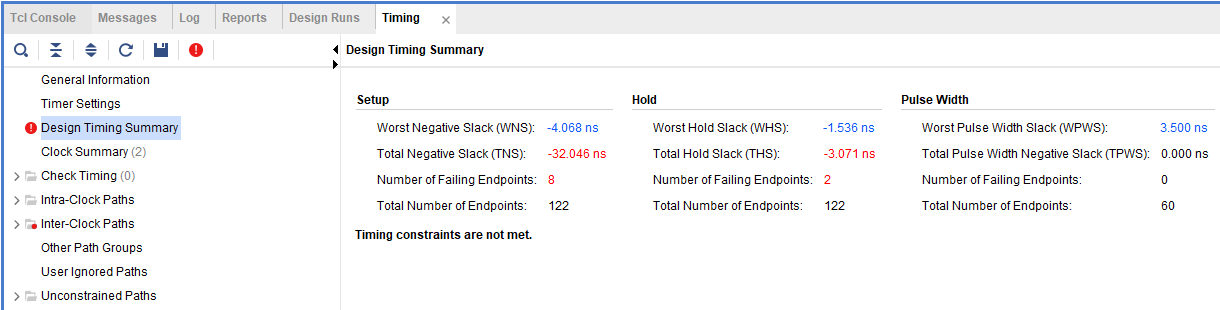 Tcl Console Messages Log Reports Design Runs Timing
Design Timing Summary
General Information
Timer Settings
Design Timing Summary
Clock Summary (2)
Check Timing (0)
Intra-Clock Paths
Inter-Clock Paths
Other Path Groups
User Ignored Paths
Unconstrained Paths
Setup
Worst Negative Slack (WNS): -4.068 ns
Total Negative Slack (TNS): -32.046 ns
Number of Failing Endpoints: 8
Total Number of Endpoints: 122
Hold
Worst Hold Slack (WHS): -1.536 ns
Total Hold Slack (THS): -3.071 ns
Number of Failing Endpoints: 2
Total Number of Endpoints: 122
Pulse Width
Worst Pulse Width Slack (WPWS): 3.500 ns
Total Pulse Width Negative Slack (TPWS): 0.000 ns
Number of Failing Endpoints: 0
Total Number of Endpoints: 60
Timing constraints are not met.